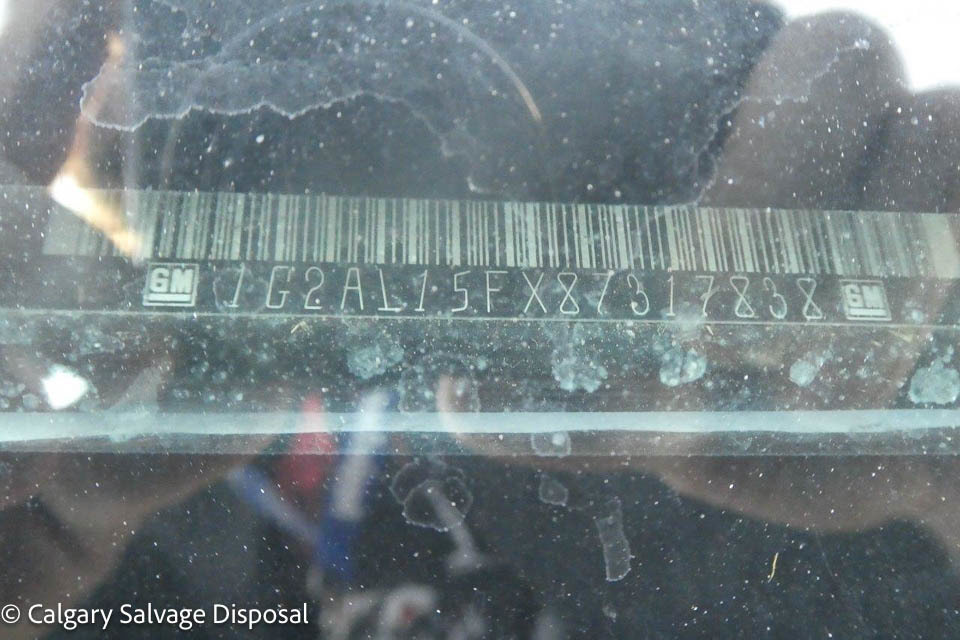 GM 1G2AL15FX87317838 GM
© Calgary Salvage Disposal